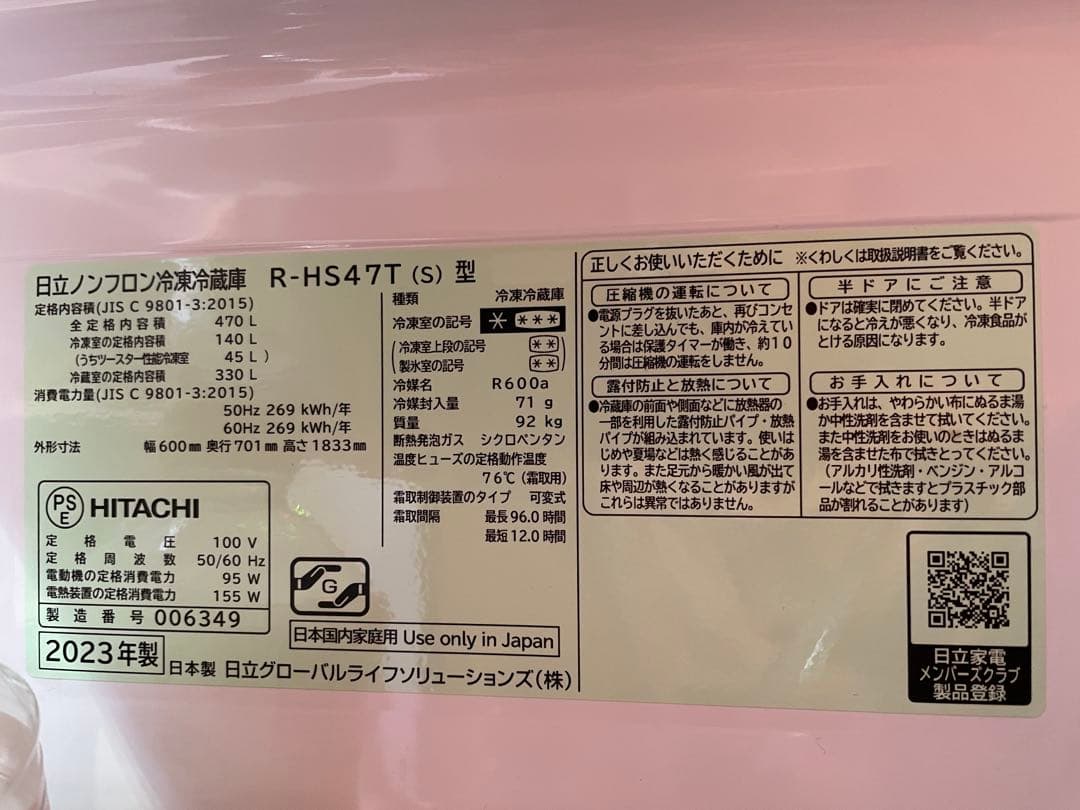 日立ノンフロン冷凍冷蔵庫 R-HS47T (S) 型
定格内容積(JIS C 9801-3:2015)
全定格内容積 470 L
冷凍室の定格内容積 140 L
(うちツースター性能冷凍室 45 L )
冷蔵室の定格内容積 330 L
消費電力量(JIS C 9801-3:2015)
50Hz 269 kWh/年
60Hz 269 kWh/年
外形寸法 幅600mm 奥行701mm 高さ1833mm
PSE HITACHI
定格電圧 100 V
定格周波数 50/60 Hz
電動機の定格消費電力 95 W
電熱装置の定格消費電力 155 W
製造番号 006349
2023年製
日本製 日立グローバルライフソリューションズ(株)
G
日本国内家庭用 Use only in Japan
種類 冷凍冷蔵庫
冷凍室の記号 * ***
(冷凍室上段の記号 **)
(製氷室の記号 **)
冷媒名 R600a
冷媒封入量 71 g
質量 92 kg
断熱発泡ガス シクロペンタン
温度ヒューズの定格動作温度
76℃ (霜取用)
霜取制御装置のタイプ 可変式
霜取間隔 最長96.0時間
最短12.0時間
正しくお使いいただくために ※くわしくは取扱説明書をご覧ください。
圧縮機の運転について
●電源プラグを抜いたあと、再びコンセ
ントに差し込んでも、庫内が冷えてい
る場合は保護タイマーが働き、約10
分間は圧縮機の運転をしません。
露付防止と放熱について
●冷蔵庫の前面や側面などに放熱器の
一部を利用した露付防止パイプ・放熱
パイプが組み込まれています。使いは
じめや夏場などは熱く感じることがあ
ります。また足元から暖かい風が出て
床や周辺が熱くなることがありますが
これらは異常ではありません。
半ドアにご注意
●ドアは確実に閉めてください。半ドア
になると冷えが悪くなり、冷凍食品が
とける原因になります。
お手入れについて
●お手入れは、やわらかい布にぬるま湯
か中性洗剤を含ませて拭いてください。
また中性洗剤をお使いのときはぬるま
湯を含ませた布で拭きとってください。
(アルカリ性洗剤・ベンジン・アルコ
ールなどで拭きますとプラスチック部
品が割れることがあります)
日立家電
メンバーズクラブ
製品登録